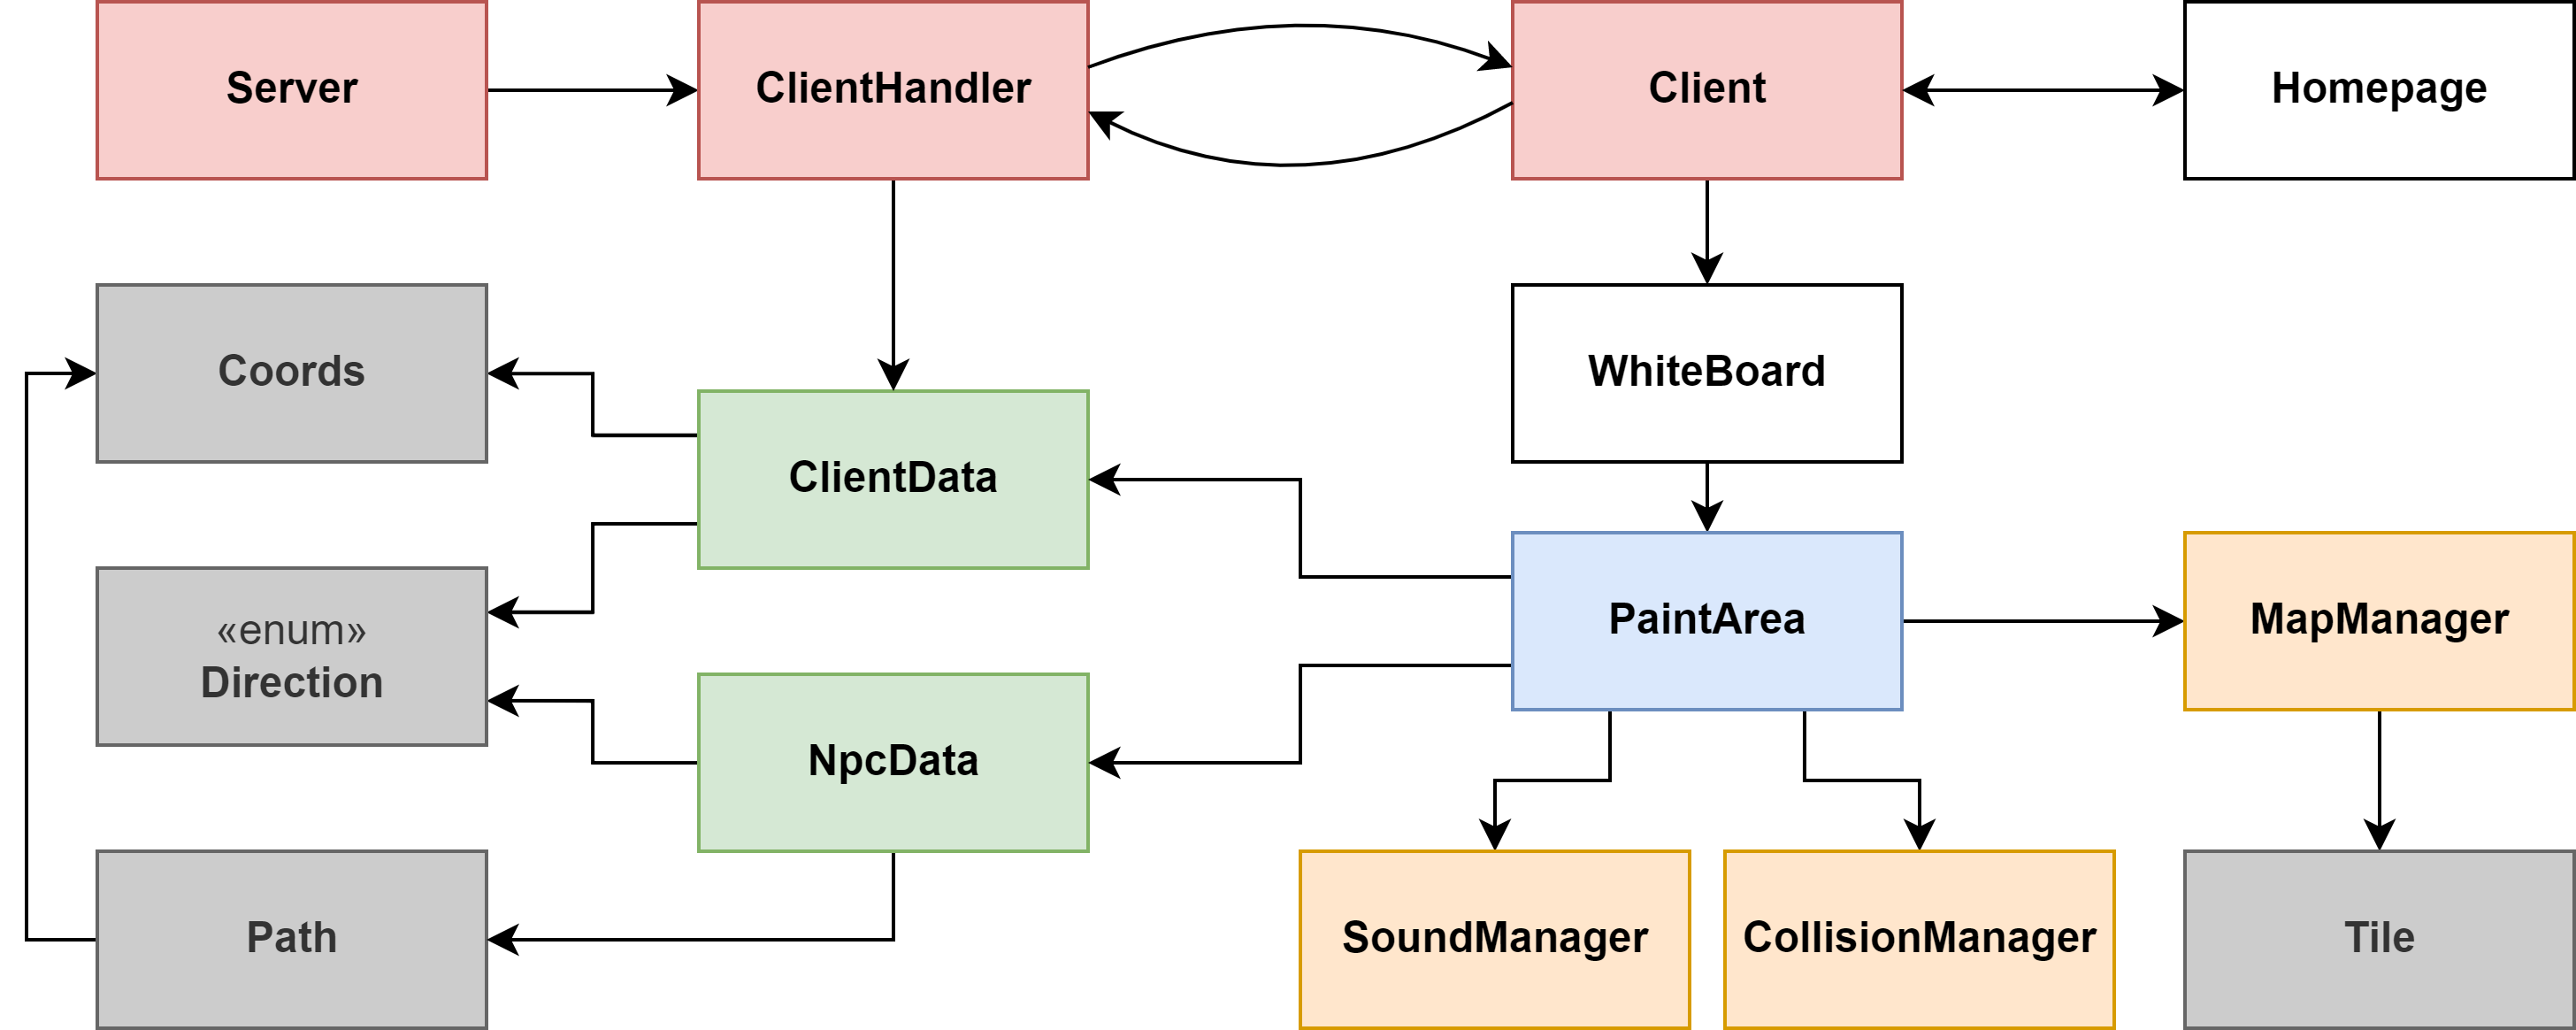 Server
ClientHandler
Client
Homepage
Coords
WhiteBoard
ClientData
«enum»
Direction
PaintArea
MapManager
NpcData
Path
SoundManager
CollisionManager
Tile